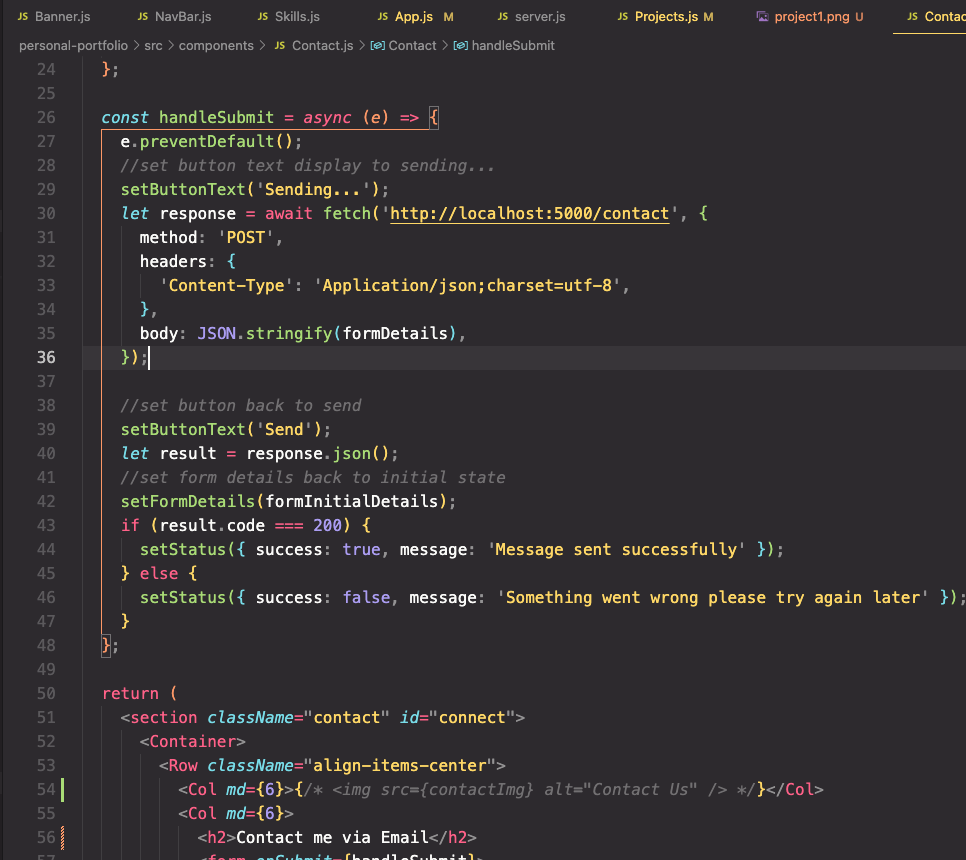 JS Banner.js JS NavBar.js JS Skills.js JS App.js M JS server.js JS Projects.js M project1.png U JS Contac
personal-portfolio > src > components > JS Contact.js > Contact > handleSubmit
24 };
25
26 const handleSubmit = async (e) => {
27 e.preventDefault();
28 //set button text display to sending...
29 setButtonText('Sending...');
30 let response = await fetch('http://localhost:5000/contact', {
31 method: 'POST',
32 headers: {
33 'Content-Type': 'Application/json;charset=utf-8',
34 },
35 body: JSON.stringify(formDetails),
36 });
37
38 //set button back to send
39 setButtonText('Send');
40 let result = response.json();
41 //set form details back to initial state
42 setFormDetails(formInitialDetails);
43 if (result.code === 200) {
44 setStatus({ success: true, message: 'Message sent successfully' });
45 } else {
46 setStatus({ success: false, message: 'Something went wrong please try again later' });
47 }
48 };
49
50 return (
51 <section className="contact" id="connect">
52 <Container>
53 <Row className="align-items-center">
54 <Col md={6}>{/* <img src={contactImg} alt="Contact Us" /> */}</Col>
55 <Col md={6}>
56 <h2>Contact me via Email</h2>
57 <form onSubmit={handleSubmit}>